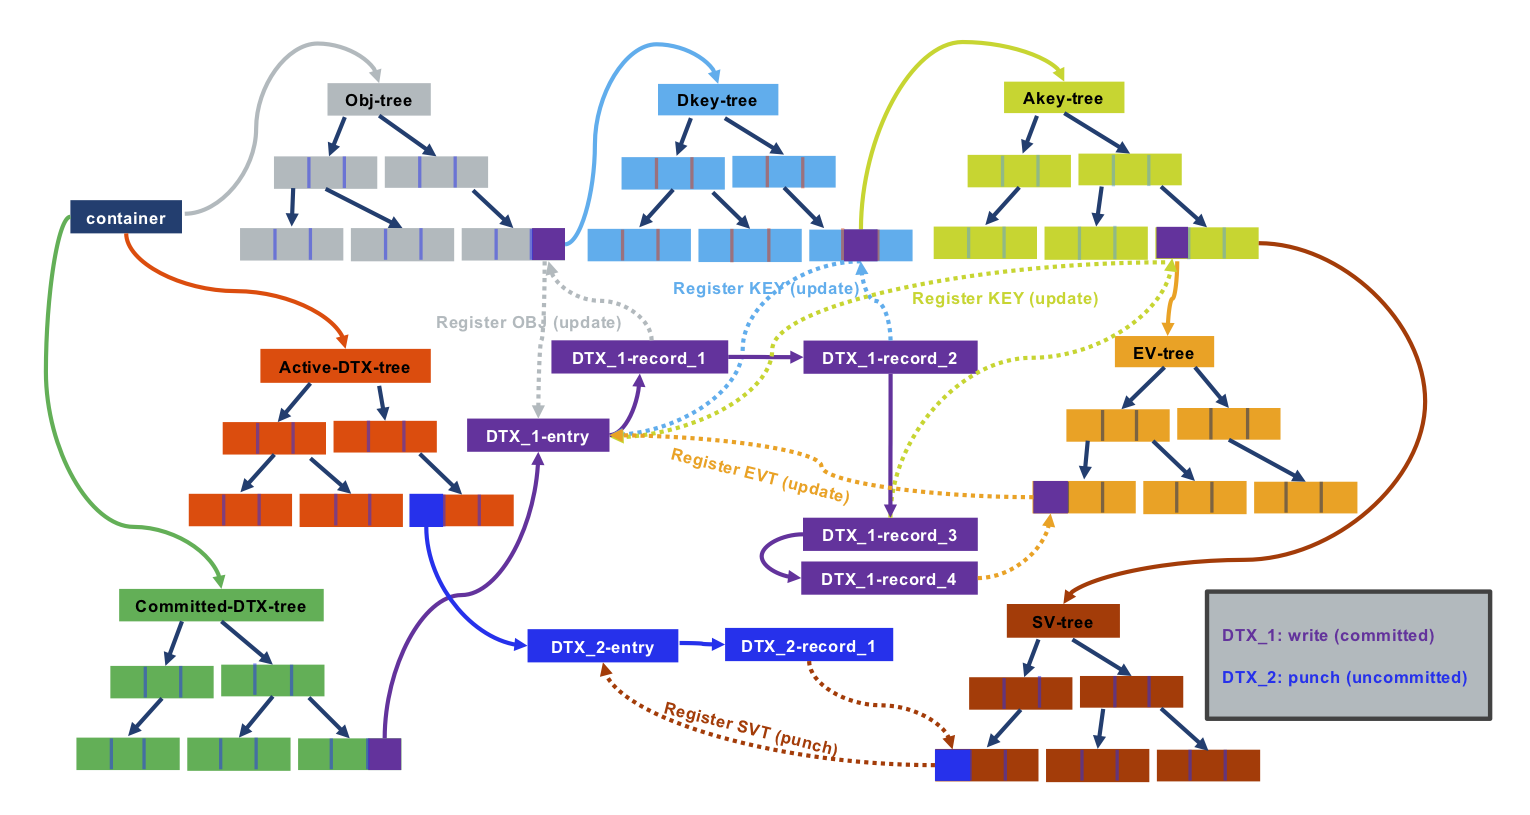 Obj-tree
Dkey-tree
Akey-tree
container
Register KEY (update)
Register KEY (update)
Register OBJ (update)
DTX_1-record_1
DTX_1-record_2
EV-tree
Active-DTX-tree
DTX_1-entry
Register EVT (update)
DTX_1-record_3
DTX_1-record_4
Committed-DTX-tree
SV-tree
DTX_2-entry
DTX_2-record_1
Register SVT (punch)
DTX_1: write (committed)
DTX_2: punch (uncommitted)